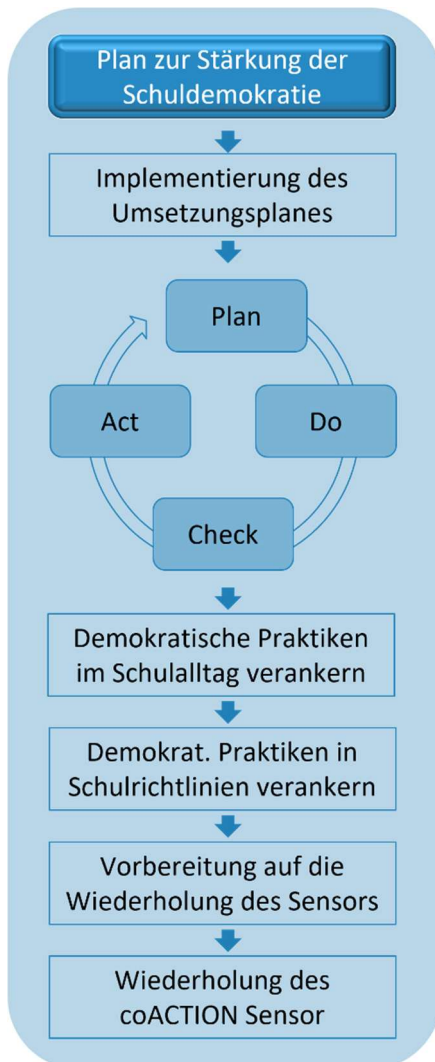 Plan zur Stärkung der
Schuldemokratie
Implementierung des
Umsetzungsplanes
Plan
Act
Do
Check
Demokratische Praktiken
im Schulalltag verankern
Demokrat. Praktiken in
Schulrichtlinien verankern
Vorbereitung auf die
Wiederholung des Sensors
Wiederholung des
coACTION Sensor